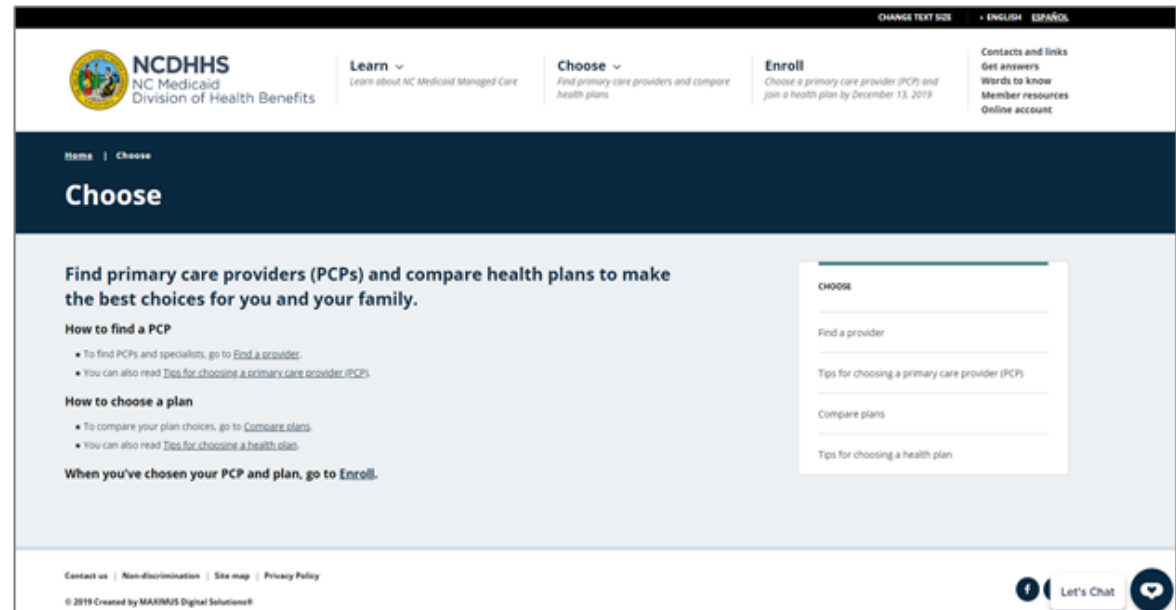 CHANGE TEXT SIZE
• ENGLISH ESPAÑOL
NCDHHS
NC Medicaid
Division of Health Benefits
Learn
Learn about NC Medicaid Managed Care
Choose
Find primary care providers and compare
health plans
Enroll
Choose a primary care provider (PCP) and
join a health plan by December 13, 2019
Contacts and links
Get answers
Words to know
Member resources
Online account
Home | Choose
Choose
Find primary care providers (PCPs) and compare health plans to make
the best choices for you and your family.
How to find a PCP
• To find PCPs and specialists, go to Find a provider.
• You can also read Tips for choosing a primary care provider (PCP).
How to choose a plan
• To compare your plan choices, go to Compare plans.
• You can also read Tips for choosing a health plan.
When you've chosen your PCP and plan, go to Enroll.
CHOOSE
Find a provider
Tips for choosing a primary care provider (PCP)
Compare plans
Tips for choosing a health plan
Contact us | Non-discrimination | Site map | Privacy Policy
© 2019 Created by MAXIMUS Digital Solutions®
f
Let's Chat